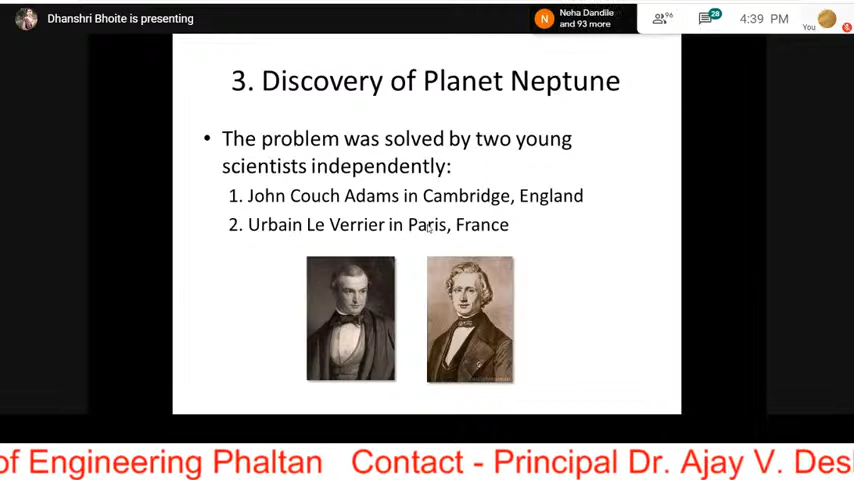 Dhanshri Bhoite is presenting
N
Neha Dandile
and 93 more
96
28
4:39 PM
You
3. Discovery of Planet Neptune
• The problem was solved by two young
scientists independently:
1. John Couch Adams in Cambridge, England
2. Urbain Le Verrier in Paris, France
of Engineering Phaltan Contact - Principal Dr. Ajay V. Des